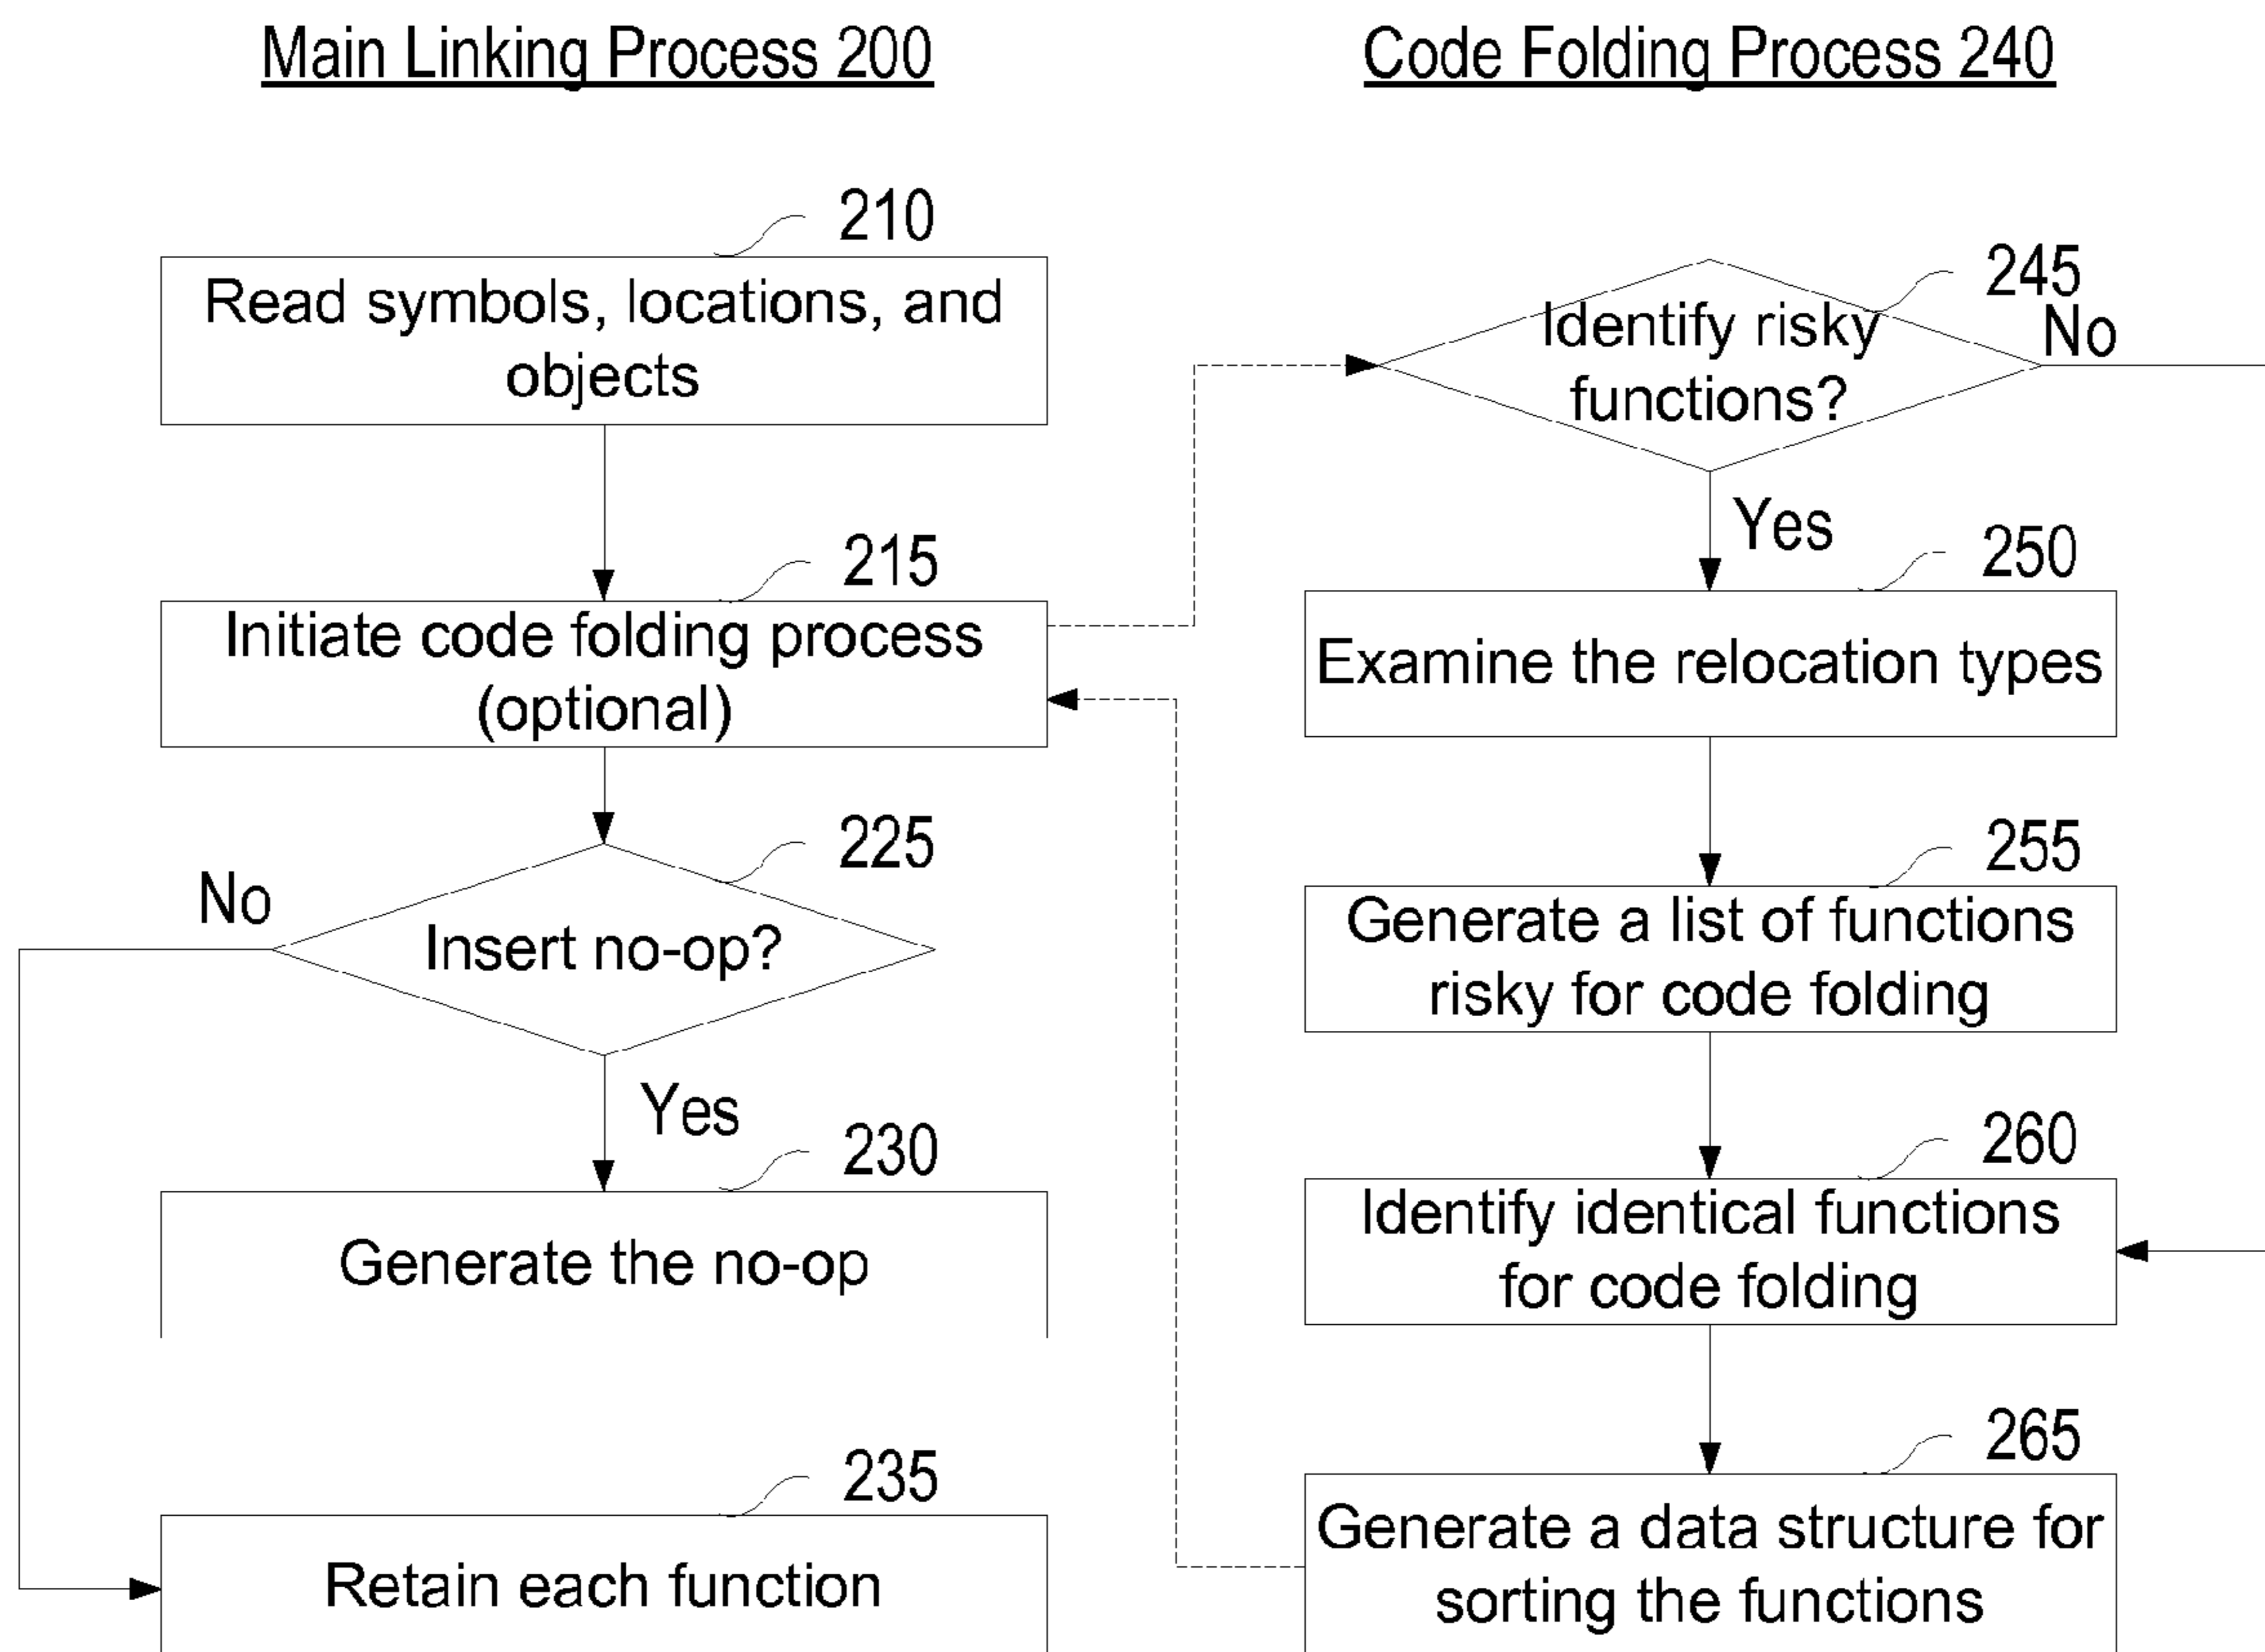 Main Linking Process 200
210
Read symbols, locations, and
objects
215
Initiate code folding process
(optional)
225
No
Insert no-op?
Yes
230
Generate the no-op
235
Retain each function
Code Folding Process 240
245
Identify risky
functions?
No
Yes
250
Examine the relocation types
255
Generate a list of functions
risky for code folding
260
Identify identical functions
for code folding
265
Generate a data structure for
sorting the functions